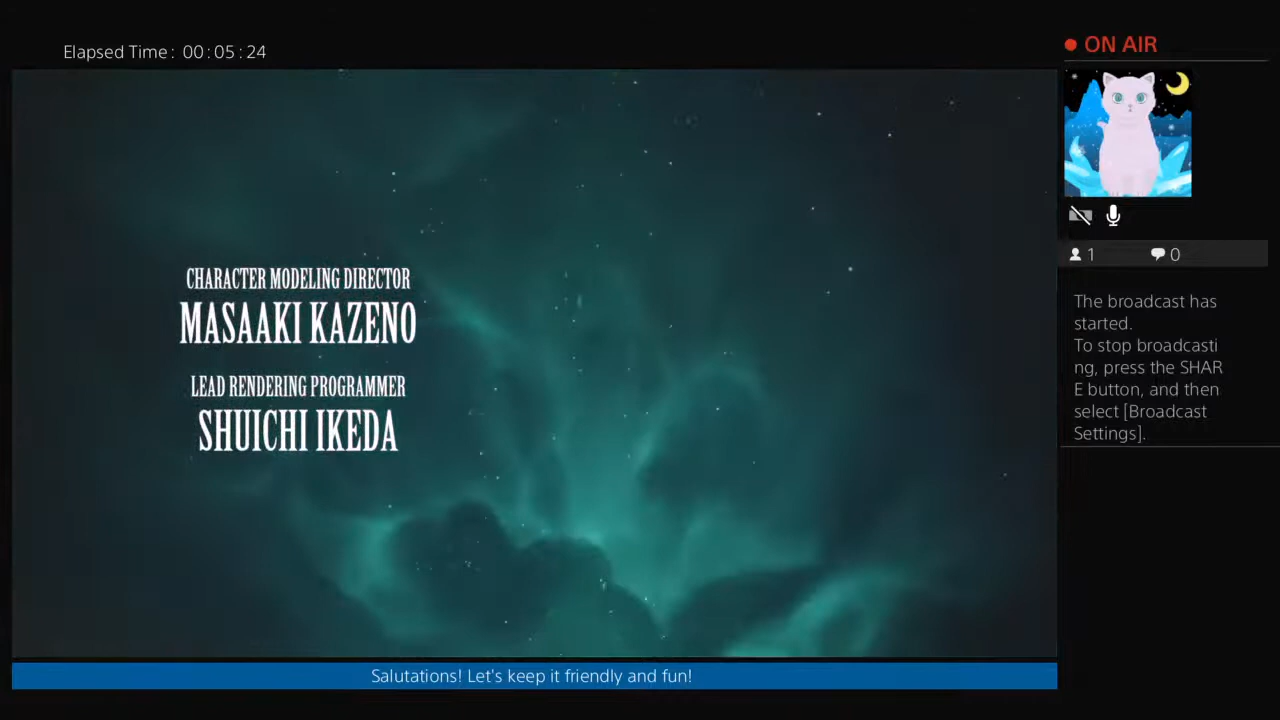 Elapsed Time: 00:05:24
ON AIR
CHARACTER MODELING DIRECTOR
MASAAKI KAZENO
LEAD RENDERING PROGRAMMER
SHUICHI IKEDA
1 0
The broadcast has
started.
To stop broadcasti
ng, press the SHAR
E button, and then
select [Broadcast
Settings].
Salutations! Let's keep it friendly and fun!